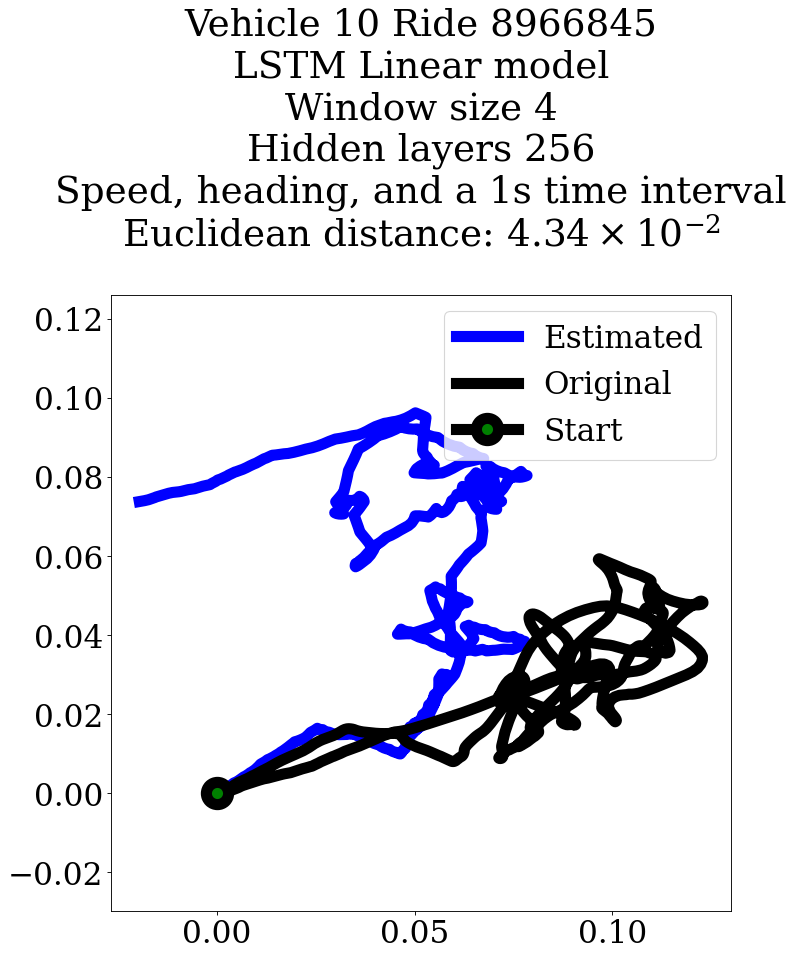 Vehicle 10 Ride 8966845
LSTM Linear model
Window size 4
Hidden layers 256
Speed, heading, and a 1s time interval
Euclidean distance: 4.34 × 10⁻²
Estimated
Original
Start
0.12
0.10
0.08
0.06
0.04
0.02
0.00
−0.02
0.00 0.05 0.10